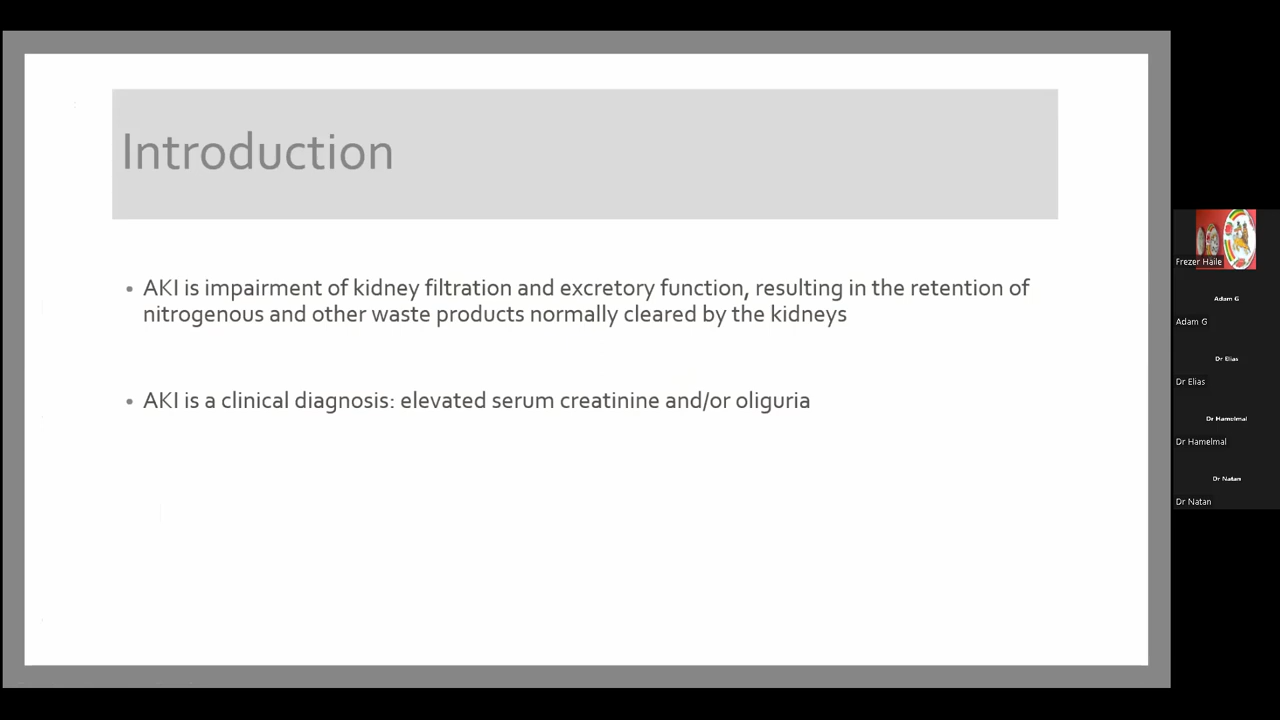 Introduction
• AKI is impairment of kidney filtration and excretory function, resulting in the retention of
nitrogenous and other waste products normally cleared by the kidneys
• AKI is a clinical diagnosis: elevated serum creatinine and/or oliguria
Frezer Haile
Adam G
Adam G
Dr Elias
Dr Elias
Dr Hamelmal
Dr Hamelmal
Dr Natan
Dr Natan